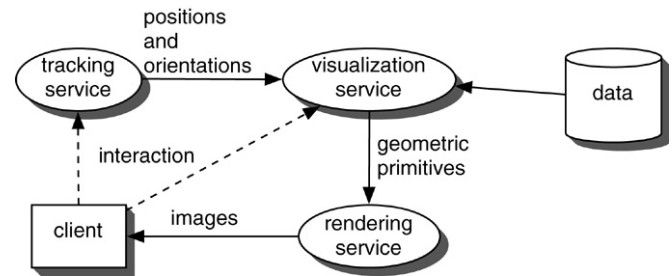 positions
and
orientations
tracking
service
visualization
service
data
interaction
geometric
primitives
client
images
rendering
service